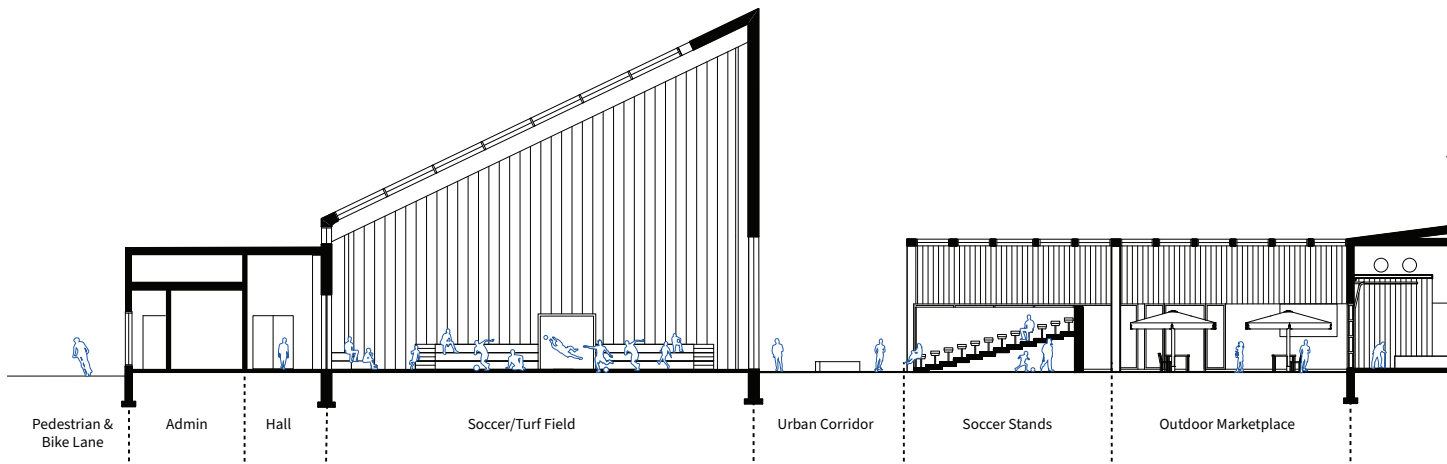 Pedestrian &
Bike Lane
Admin
Hall
Soccer/Turf Field
Urban Corridor
Soccer Stands
Outdoor Marketplace